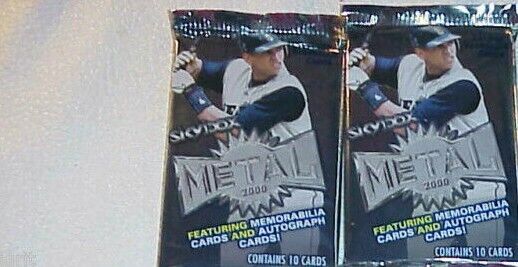 SKYBOX
METAL
2000
FEATURING MEMORABILIA
CARDS AND AUTOGRAPH
CARDS!
CONTAINS 10 CARDS
SKYBOX
METAL
2000
FEATURING MEMORABILIA
CARDS AND AUTOGRAPH
CARDS!
CONTAINS 10 CARDS